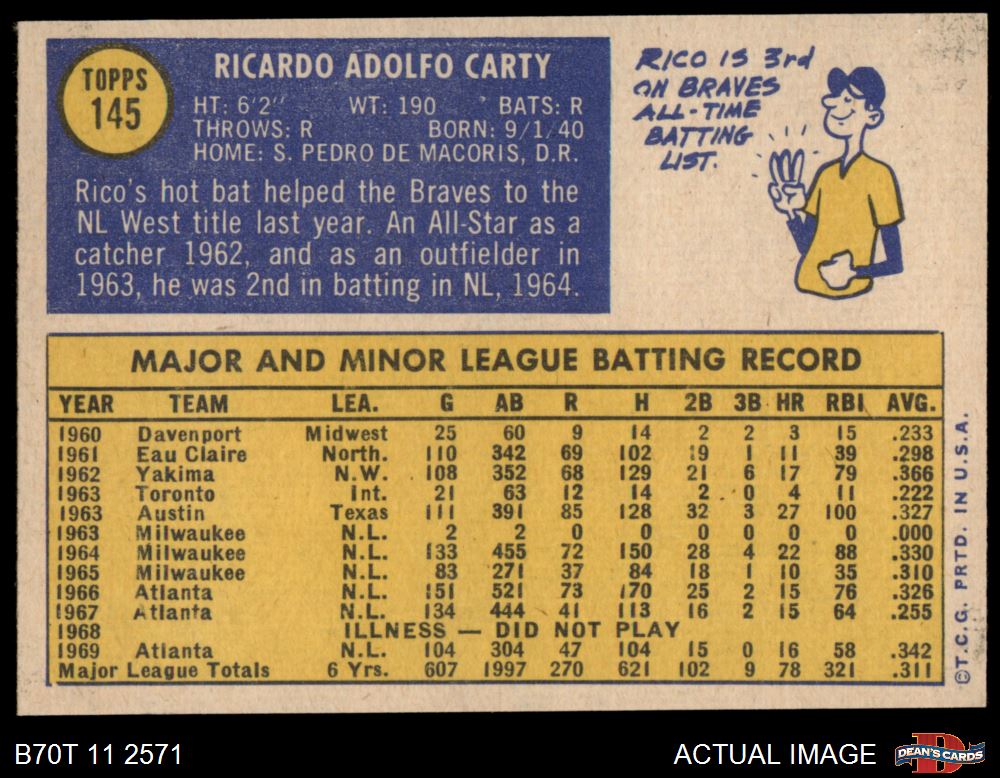 TOPPS
145
RICARDO ADOLFO CARTY
HT: 6'2" WT: 190 BATS: R
THROWS: R BORN: 9/1/40
HOME: S. PEDRO DE MACORIS, D.R.
Rico's hot bat helped the Braves to the
NL West title last year. An All-Star as a
catcher 1962, and as an outfielder in
1963, he was 2nd in batting in NL, 1964.
RICO IS 3rd
ON BRAVES
ALL-TIME
BATTING
LIST.
MAJOR AND MINOR LEAGUE BATTING RECORD
YEAR TEAM LEA. G AB R H 2B 3B HR RBI AVG.
1960 Davenport Midwest 25 60 9 14 2 2 3 15 .233
1961 Eau Claire North. 110 342 69 102 19 1 11 39 .298
1962 Yakima N.W. 108 352 68 129 21 6 17 79 .366
1963 Toronto Int. 21 63 12 14 2 0 4 11 .222
1963 Austin Texas 111 391 85 128 32 3 27 100 .327
1963 Milwaukee N.L. 2 2 0 0 0 0 0 0 .000
1964 Milwaukee N.L. 133 455 72 150 28 4 22 88 .330
1965 Milwaukee N.L. 83 271 37 84 18 1 10 35 .310
1966 Atlanta N.L. 151 521 73 170 25 2 15 76 .326
1967 Atlanta N.L. 134 444 41 113 16 2 15 64 .255
1968 ILLNESS — DID NOT PLAY
1969 Atlanta N.L. 104 304 47 104 15 0 16 58 .342
Major League Totals 6 Yrs. 607 1997 270 621 102 9 78 321 .311
©T.C.G. PRTD. IN U.S.A.
B70T 11 2571
ACTUAL IMAGE
DEAN'S CARDS